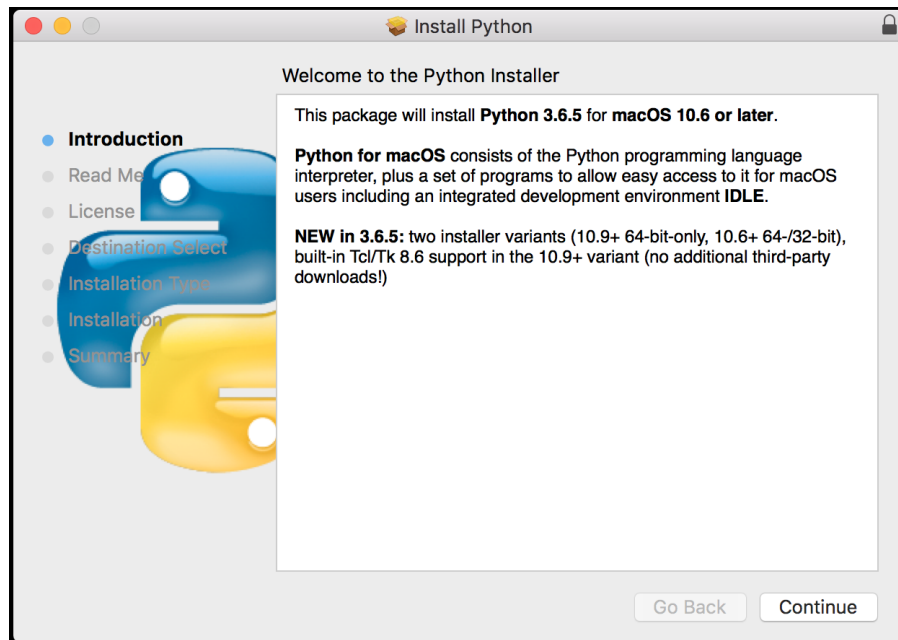 Install Python
Welcome to the Python Installer
Introduction
Read Me
License
Destination Select
Installation Type
Installation
Summary
This package will install Python 3.6.5 for macOS 10.6 or later.
Python for macOS consists of the Python programming language
interpreter, plus a set of programs to allow easy access to it for macOS
users including an integrated development environment IDLE.
NEW in 3.6.5: two installer variants (10.9+ 64-bit-only, 10.6+ 64-/32-bit),
built-in Tcl/Tk 8.6 support in the 10.9+ variant (no additional third-party
downloads!)
Go Back
Continue